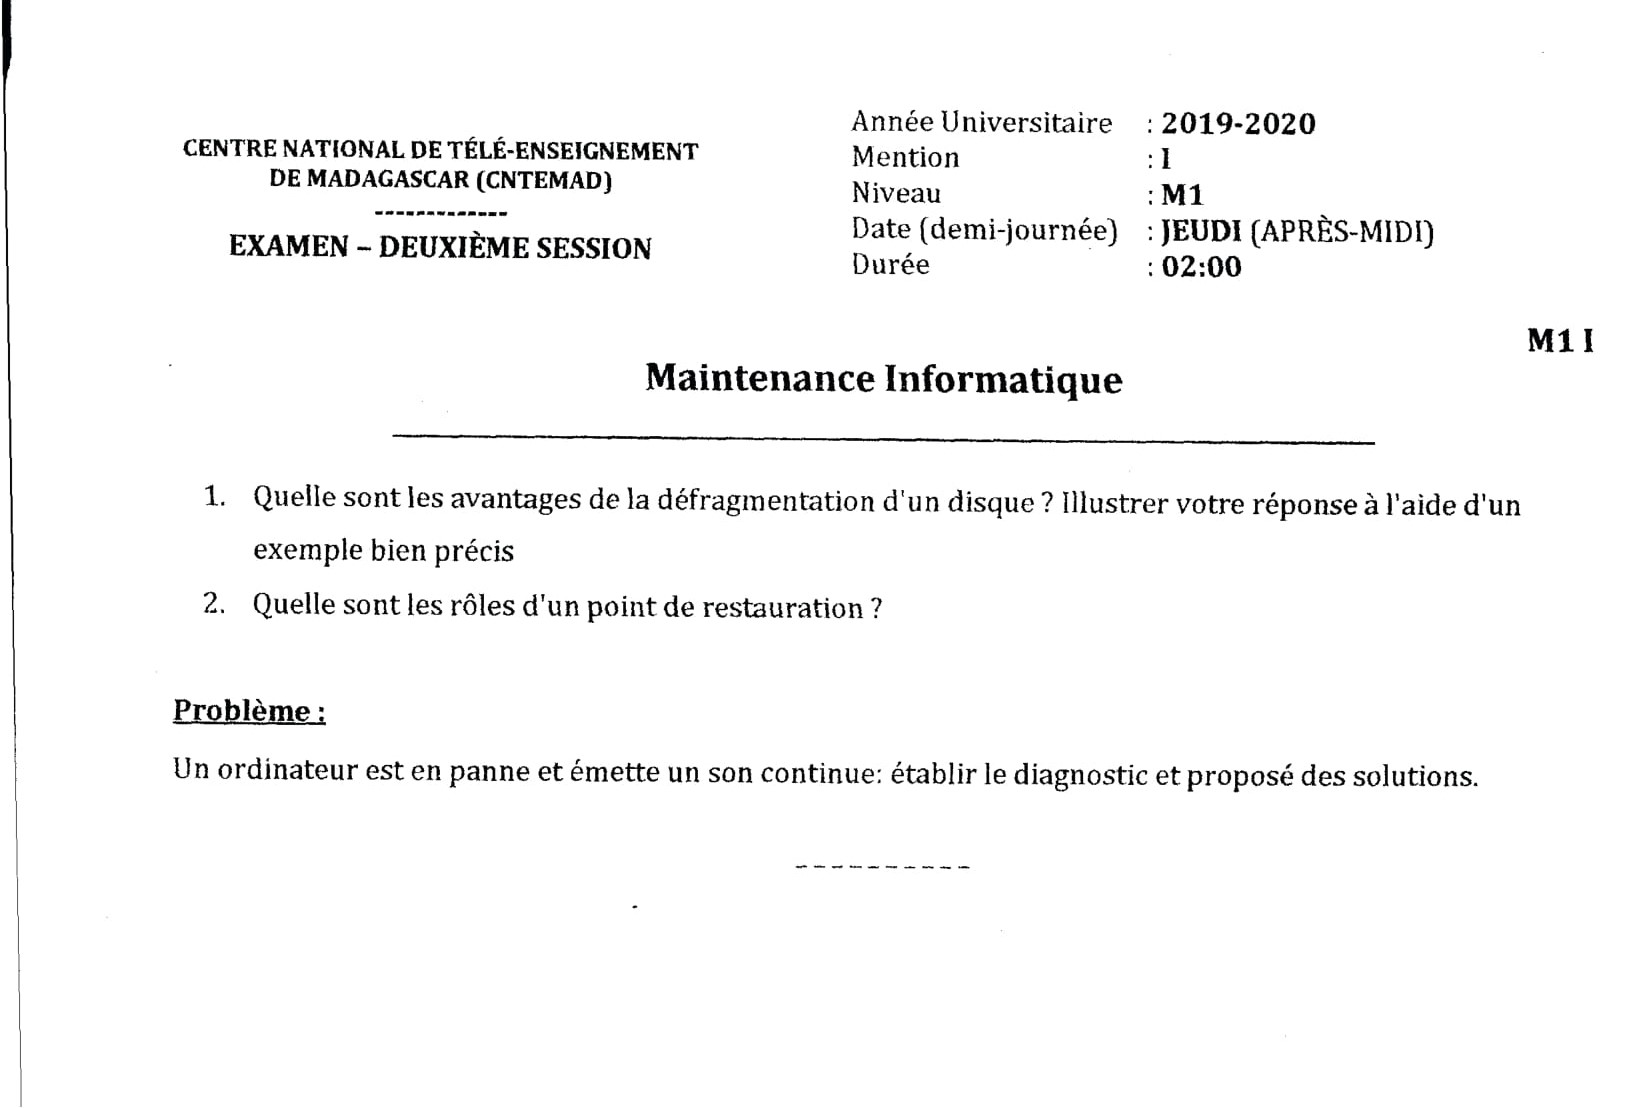 CENTRE NATIONAL DE TÉLÉ-ENSEIGNEMENT
DE MADAGASCAR (CNTEMAD)
-------------
EXAMEN – DEUXIÈME SESSION
Année Universitaire : 2019-2020
Mention : I
Niveau : M1
Date (demi-journée) : JEUDI (APRÈS-MIDI)
Durée : 02:00
M1 I
Maintenance Informatique
1. Quelle sont les avantages de la défragmentation d'un disque ? Illustrer votre réponse à l'aide d'un
exemple bien précis
2. Quelle sont les rôles d'un point de restauration ?
Problème :
Un ordinateur est en panne et émette un son continue: établir le diagnostic et proposé des solutions.
----------